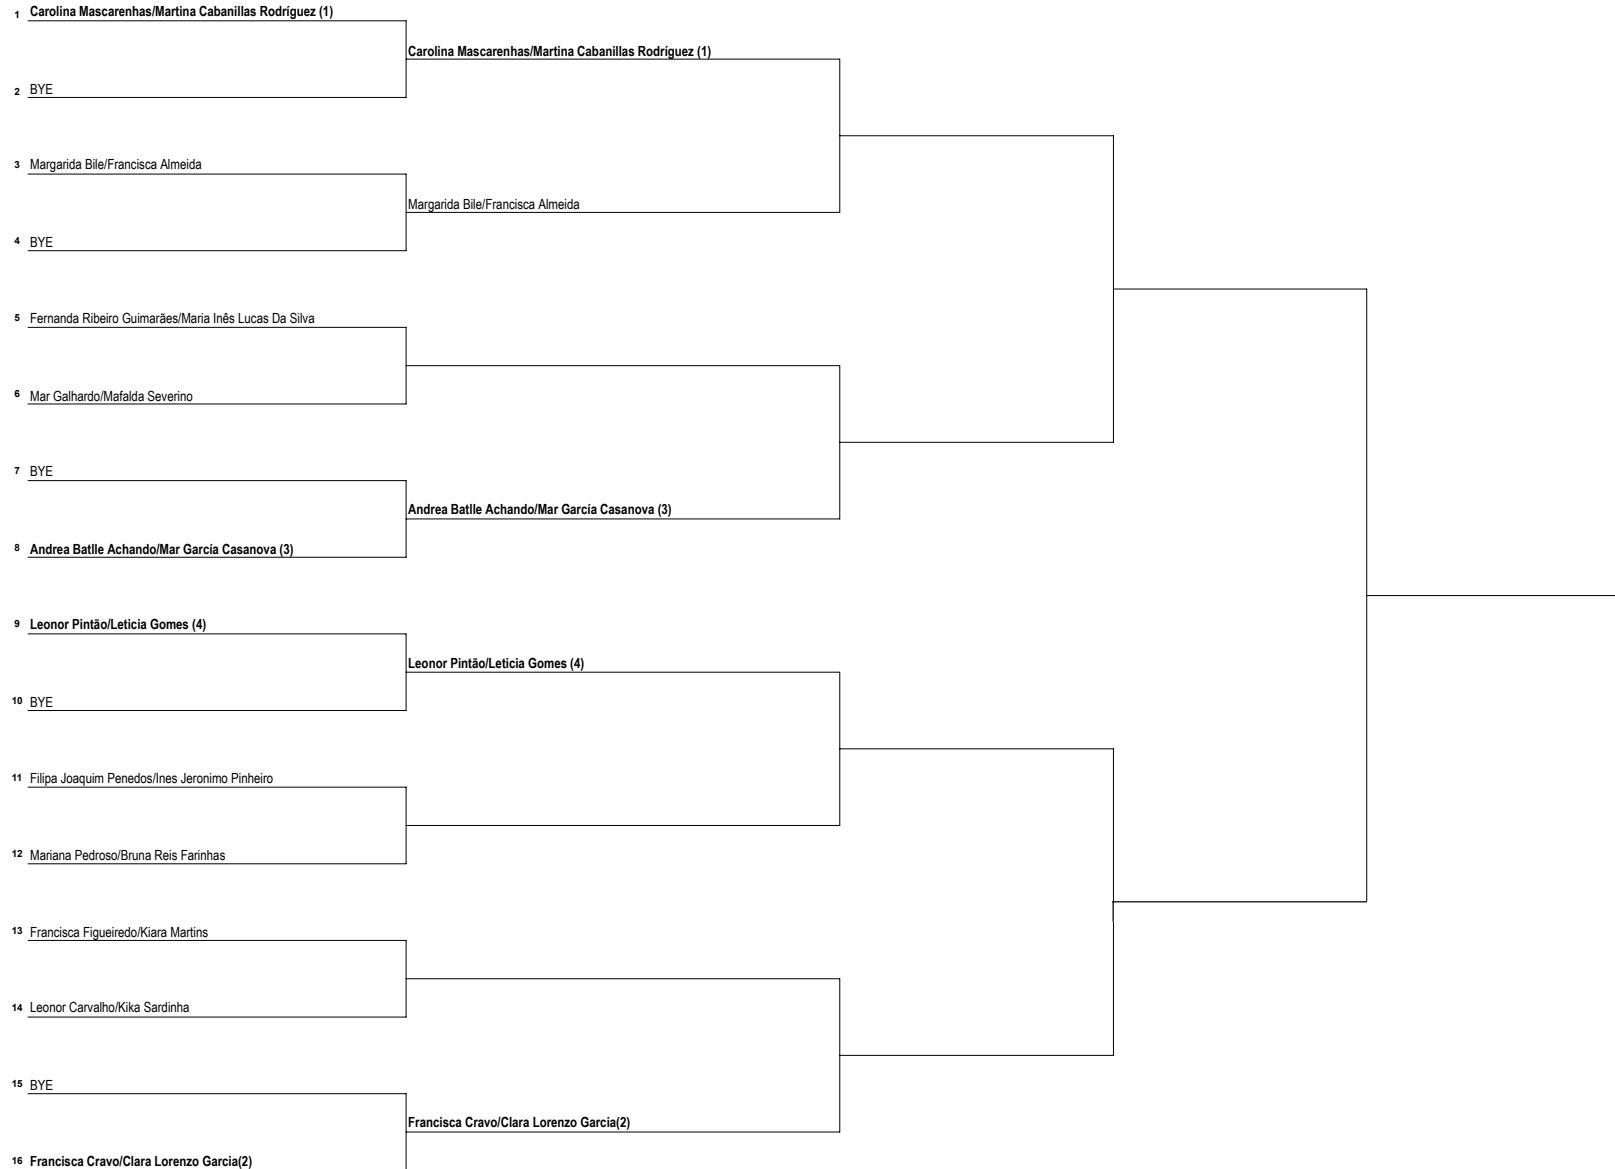 1 Carolina Mascarenhas/Martina Cabanillas Rodríguez (1)
Carolina Mascarenhas/Martina Cabanillas Rodríguez (1)
2 BYE
3 Margarida Bile/Francisca Almeida
Margarida Bile/Francisca Almeida
4 BYE
5 Fernanda Ribeiro Guimarães/Maria Inês Lucas Da Silva
6 Mar Galhardo/Mafalda Severino
7 BYE
Andrea Batlle Achando/Mar García Casanova (3)
8 Andrea Batlle Achando/Mar García Casanova (3)
9 Leonor Pintão/Leticia Gomes (4)
Leonor Pintão/Leticia Gomes (4)
10 BYE
11 Filipa Joaquim Penedos/Ines Jeronimo Pinheiro
12 Mariana Pedroso/Bruna Reis Farinhas
13 Francisca Figueiredo/Kiara Martins
14 Leonor Carvalho/Kika Sardinha
15 BYE
Francisca Cravo/Clara Lorenzo Garcia(2)
16 Francisca Cravo/Clara Lorenzo Garcia(2)